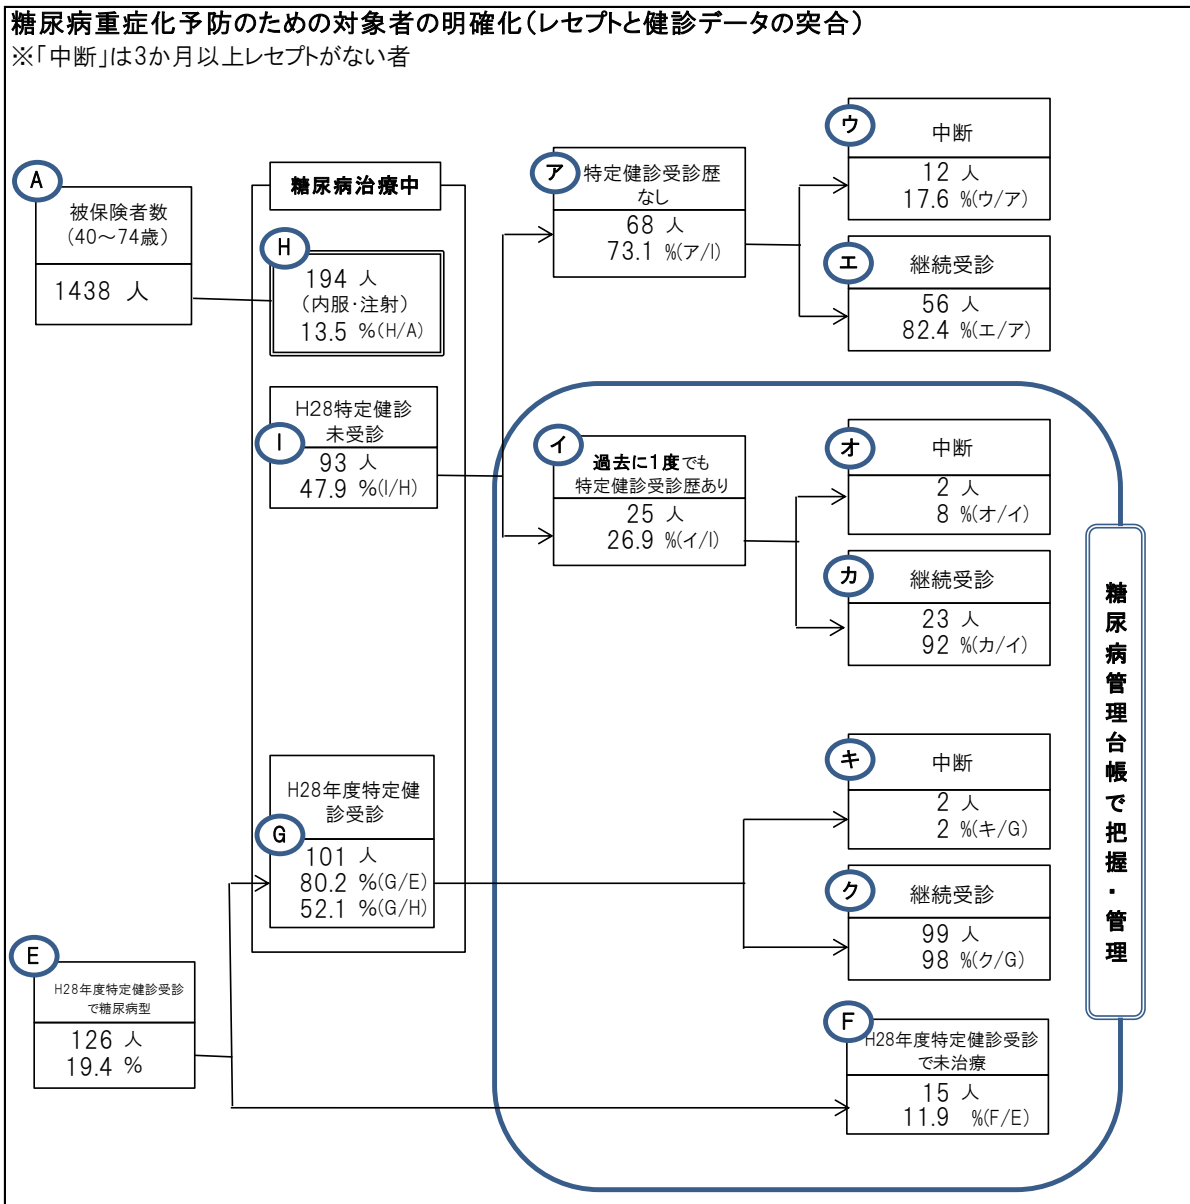 糖尿病重症化予防のための対象者の明確化(レセプトと健診データの突合)
※「中断」は3か月以上レセプトがない者
A
被保険者数
(40～74歳)
1438 人
糖尿病治療中
H
194 人
(内服・注射)
13.5 %(H/A)
I
H28特定健診
未受診
93 人
47.9 %(I/H)
ア
特定健診受診歴
なし
68 人
73.1 %(ア/I)
ウ
中断
12 人
17.6 %(ウ/ア)
エ
継続受診
56 人
82.4 %(エ/ア)
イ
過去に1度でも
特定健診受診歴あり
25 人
26.9 %(イ/I)
オ
中断
2 人
8 %(オ/イ)
カ
継続受診
23 人
92 %(カ/イ)
G
H28年度特定健
診受診
101 人
80.2 %(G/E)
52.1 %(G/H)
キ
中断
2 人
2 %(キ/G)
ク
継続受診
99 人
98 %(ク/G)
E
H28年度特定健診受診
で糖尿病型
126 人
19.4 %
F
H28年度特定健診受診
で未治療
15 人
11.9 %(F/E)
糖尿病管理台帳で把握・管理